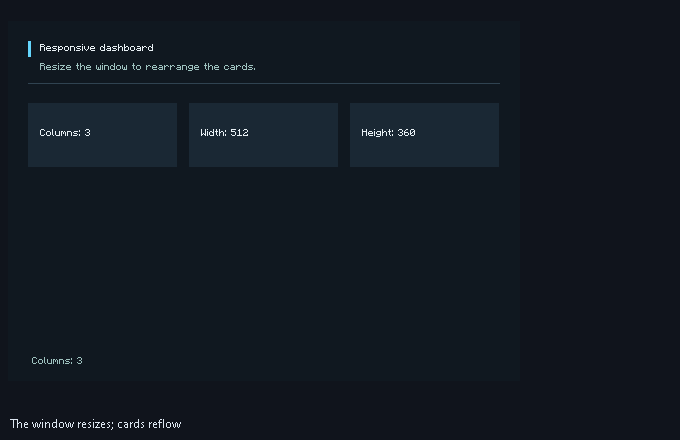 Responsive dashboard
Resize the window to rearrange the cards.
Columns: 3
Width: 512
Height: 360
Columns: 3
The window resizes; cards reflow